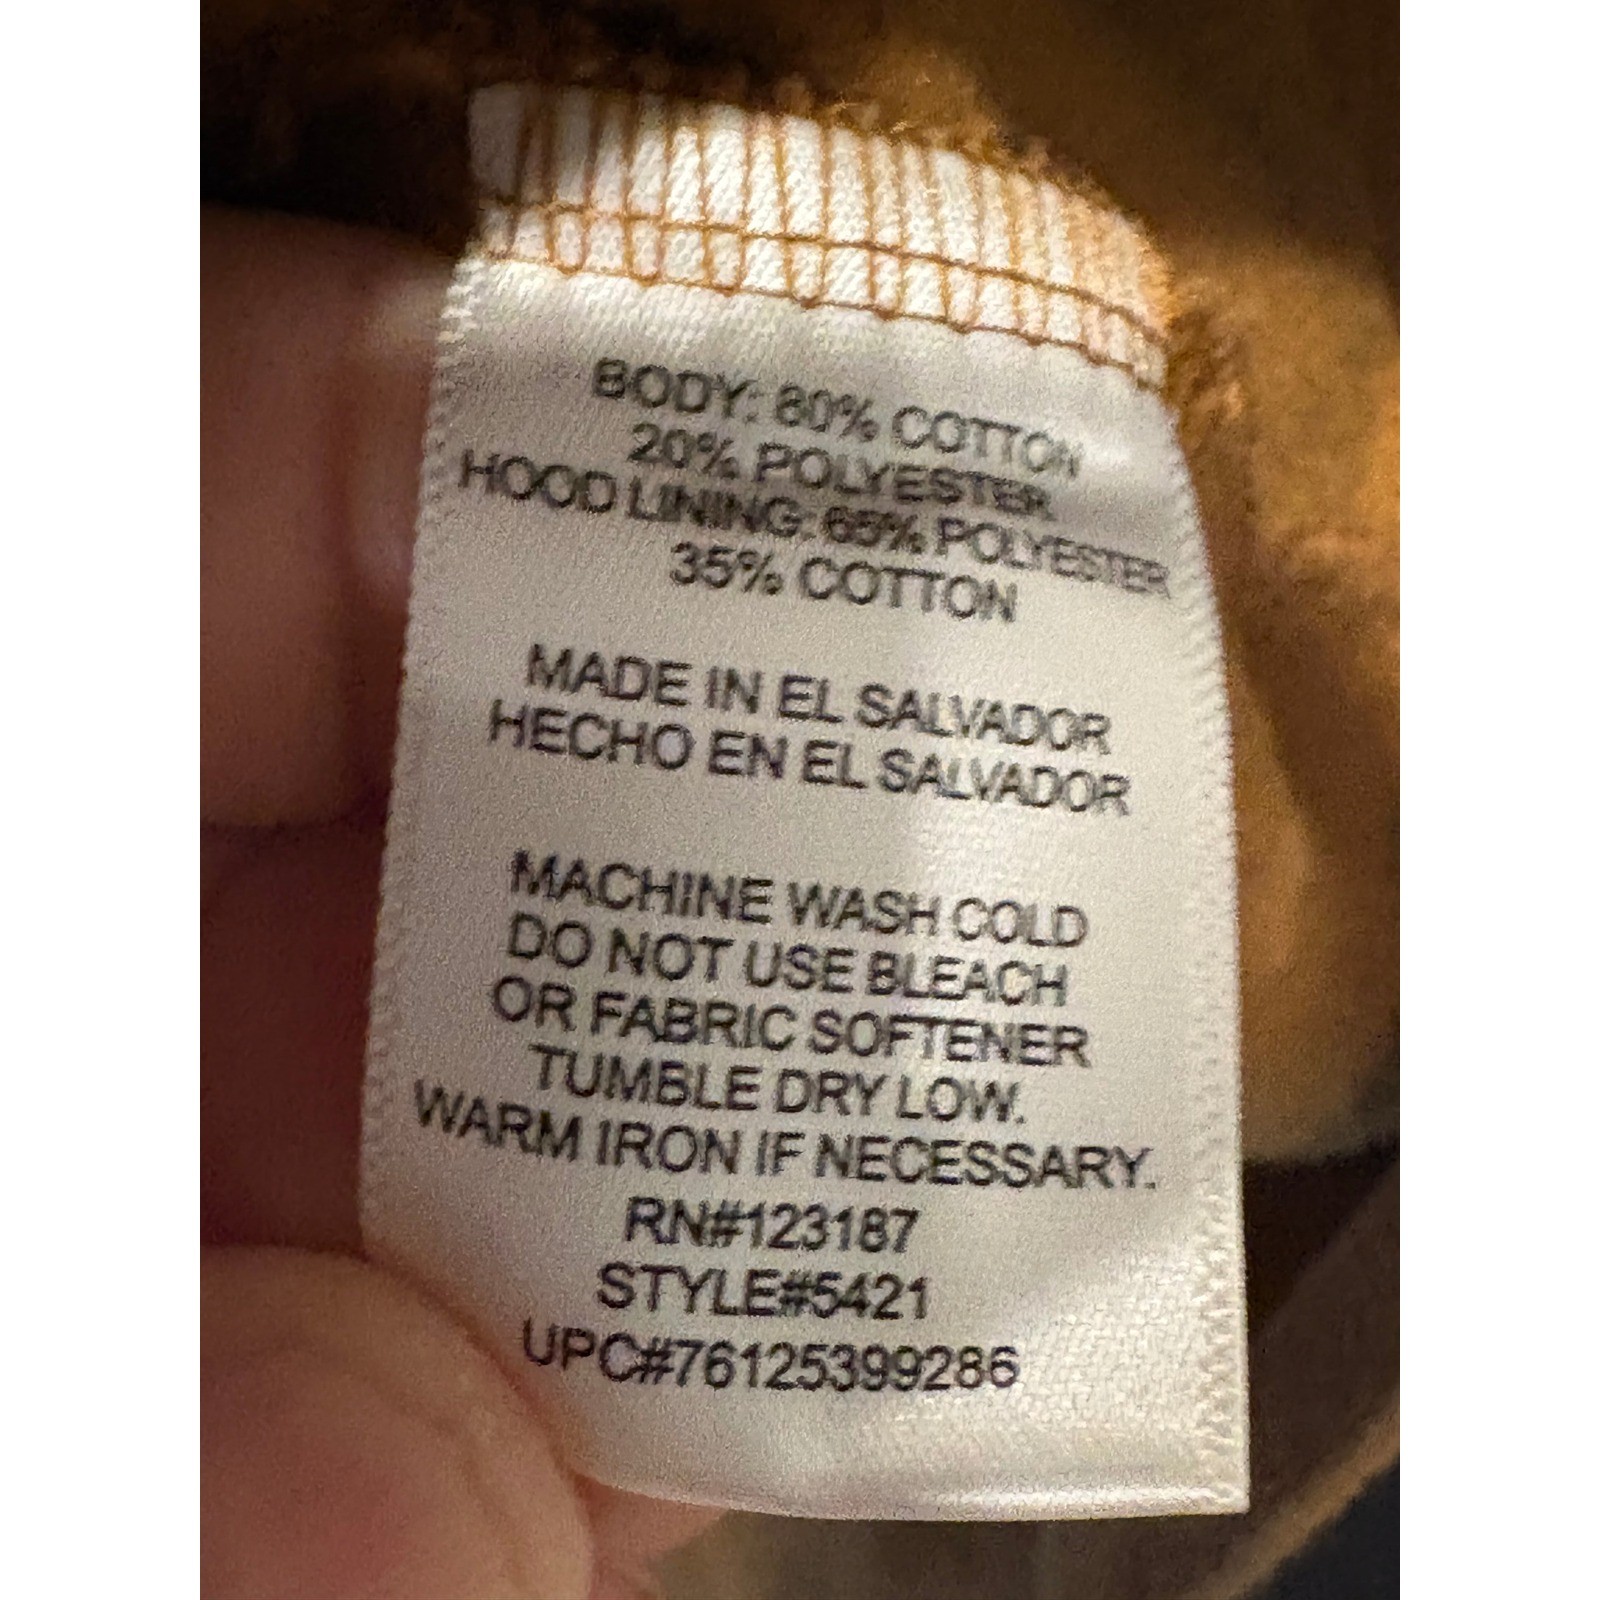 BODY: 80% COTTON
20% POLYESTER
HOOD LINING: 65% POLYESTER
35% COTTON
MADE IN EL SALVADOR
HECHO EN EL SALVADOR
MACHINE WASH COLD
DO NOT USE BLEACH
OR FABRIC SOFTENER
TUMBLE DRY LOW.
WARM IRON IF NECESSARY.
RN#123187
STYLE#5421
UPC#76125399286